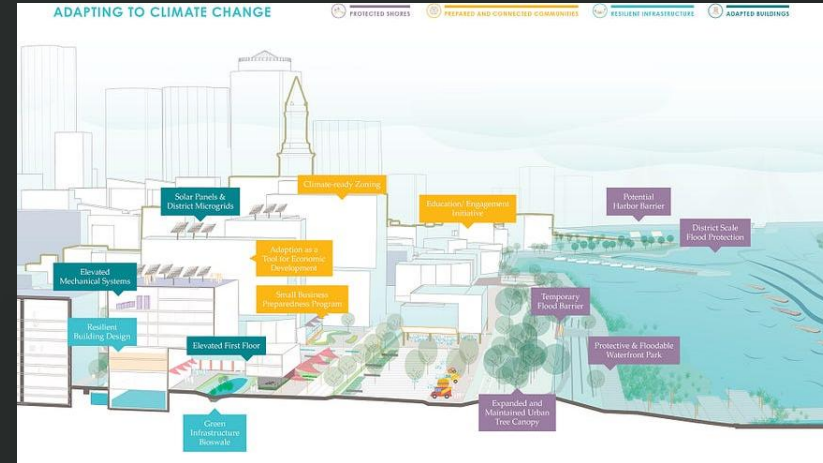 ADAPTING TO CLIMATE CHANGE
PROTECTED SHORES
PREPARED AND CONNECTED COMMUNITIES
RESILIENT INFRASTRUCTURE
ADAPTED BUILDINGS
Solar Panels &
District Microgrids
Climate-ready Zoning
Education/ Engagement
Initiative
Potential
Harbor Barrier
District Scale
Flood Protection
Adaption as a
Tool for Economic
Development
Elevated
Mechanical Systems
Small Business
Preparedness Program
Temporary
Flood Barrier
Resilient
Building Design
Elevated First Floor
Protective & Floodable
Waterfront Park
Expanded and
Maintained Urban
Tree Canopy
Green
Infrastructure
Bioswale